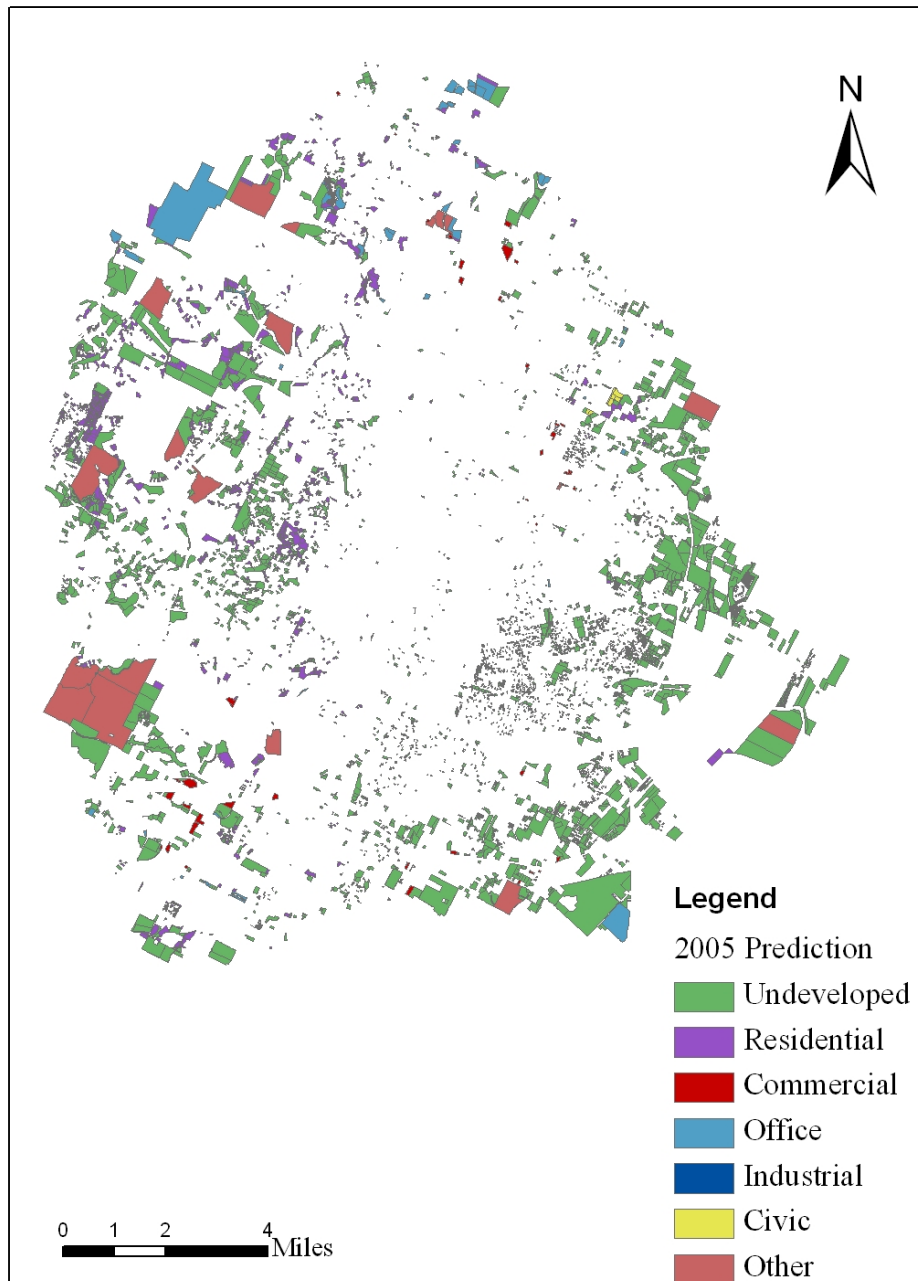 N
Legend
2005 Prediction
Undeveloped
Residential
Commercial
Office
Industrial
Civic
Other
0 1 2 4
Miles